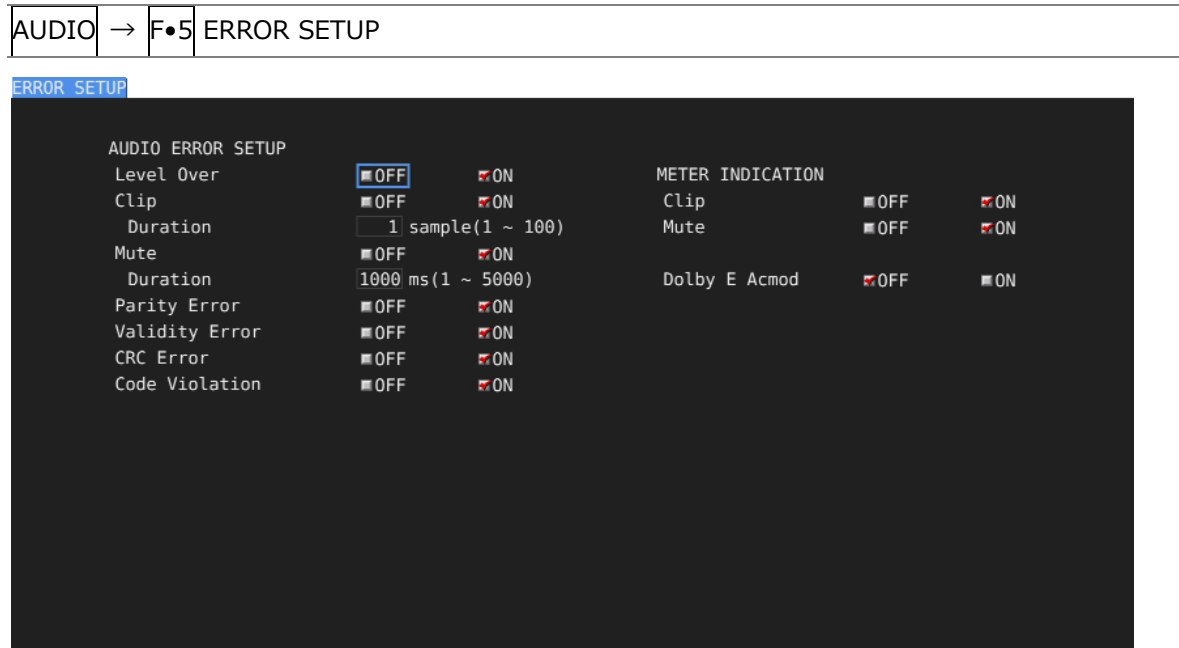 AUDIO → F•5 ERROR SETUP
ERROR SETUP
AUDIO ERROR SETUP
Level Over OFF ON METER INDICATION
Clip OFF ON Clip OFF ON
Duration 1 sample(1 ~ 100) Mute OFF ON
Mute OFF ON
Duration 1000 ms(1 ~ 5000) Dolby E Acmod OFF ON
Parity Error OFF ON
Validity Error OFF ON
CRC Error OFF ON
Code Violation OFF ON